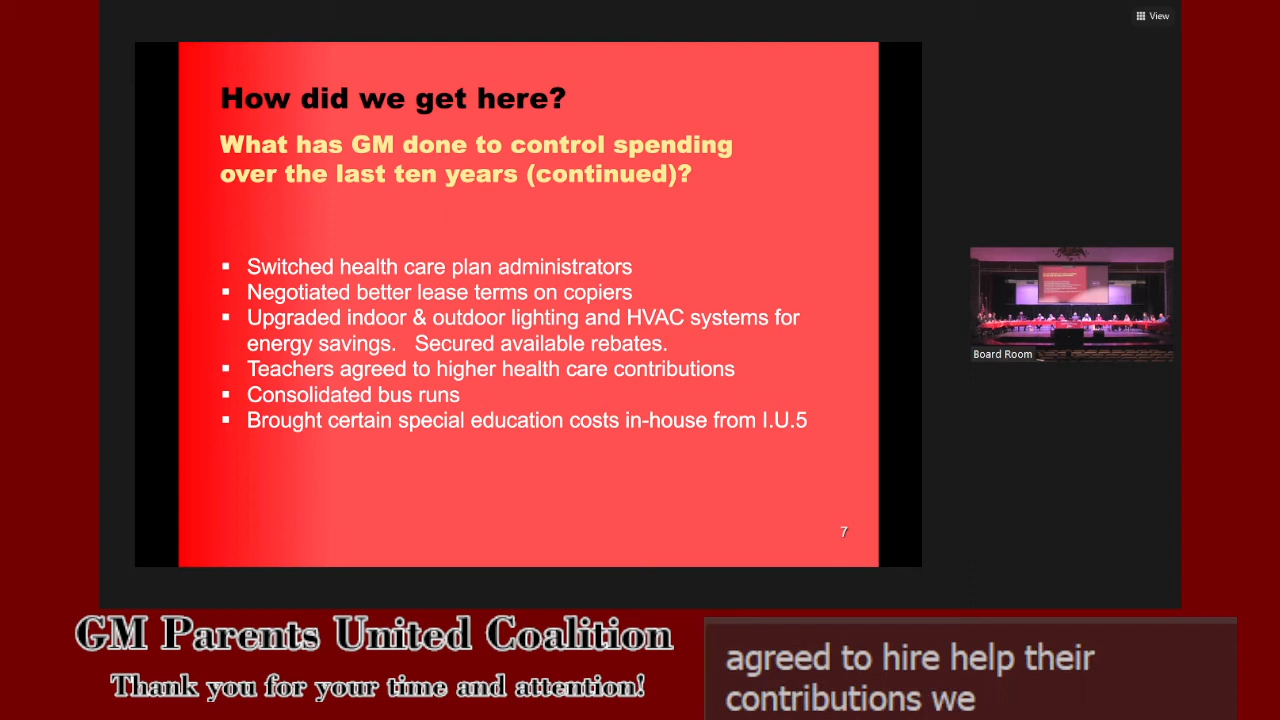 View
How did we get here?
What has GM done to control spending
over the last ten years (continued)?
▪ Switched health care plan administrators
▪ Negotiated better lease terms on copiers
▪ Upgraded indoor & outdoor lighting and HVAC systems for
energy savings. Secured available rebates.
▪ Teachers agreed to higher health care contributions
▪ Consolidated bus runs
▪ Brought certain special education costs in-house from I.U.5
7
Board Room
GM Parents United Coalition
Thank you for your time and attention!
agreed to hire help their
contributions we